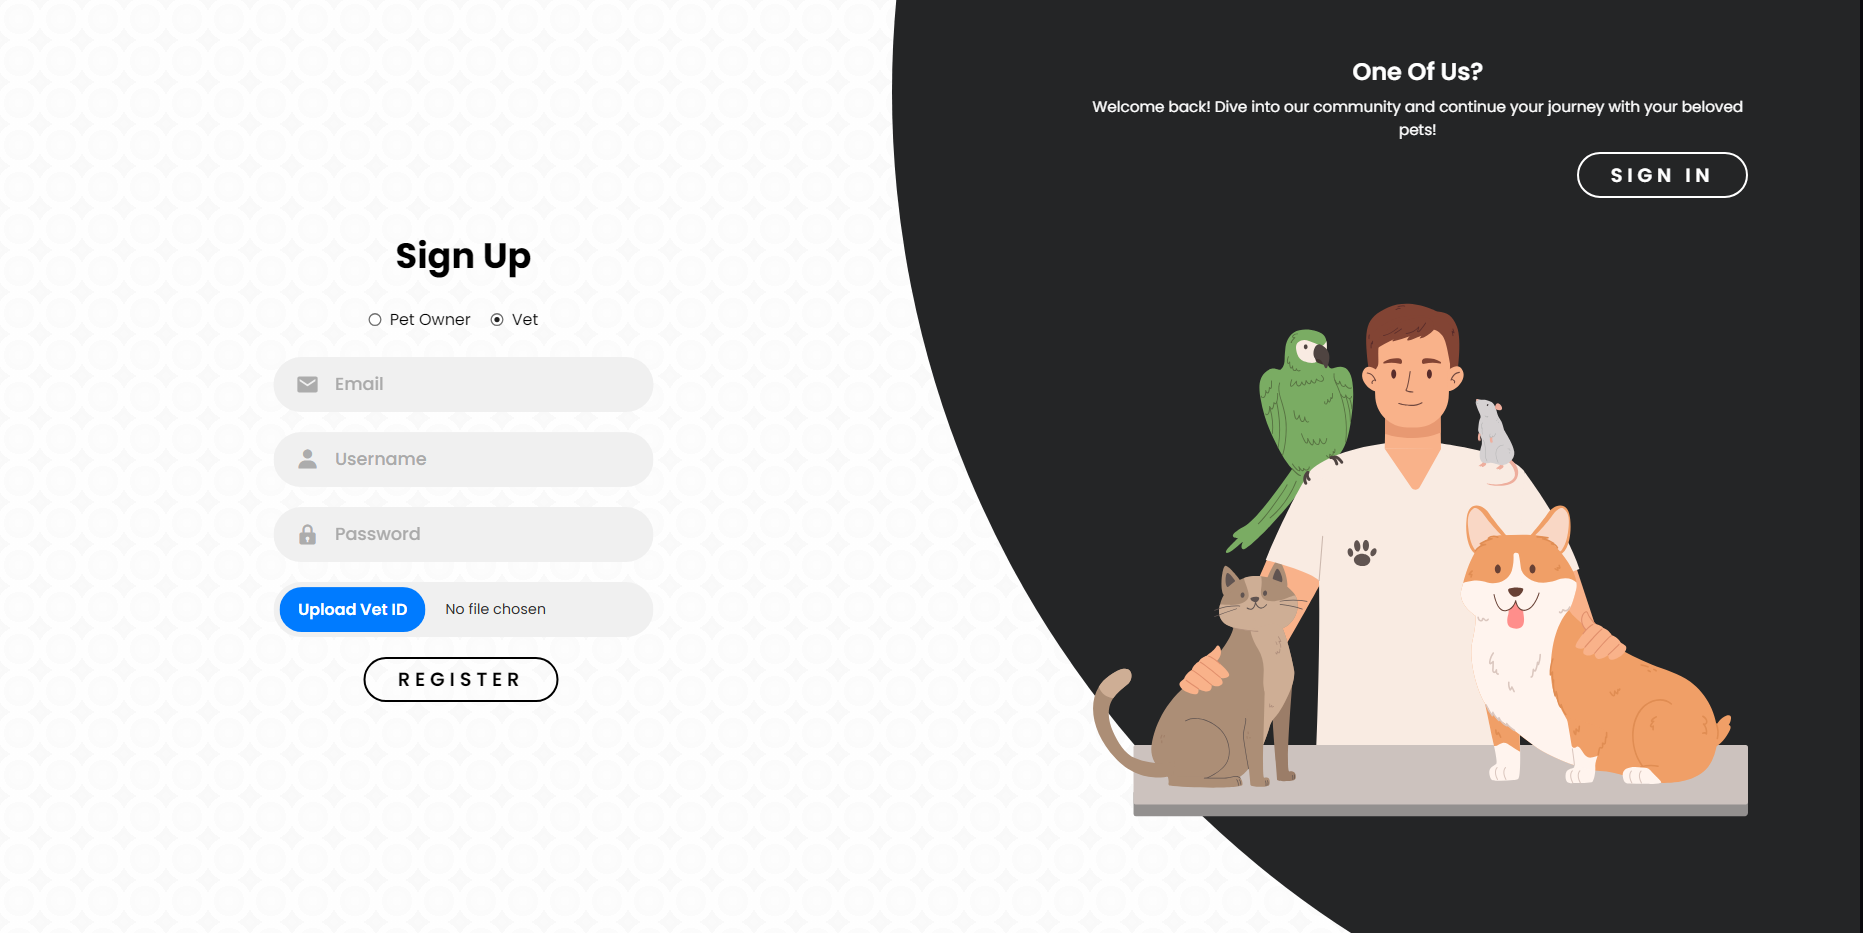 Sign Up
Pet Owner Vet
Email
Username
Password
Upload Vet ID No file chosen
REGISTER
One Of Us?
Welcome back! Dive into our community and continue your journey with your beloved
pets!
SIGN IN